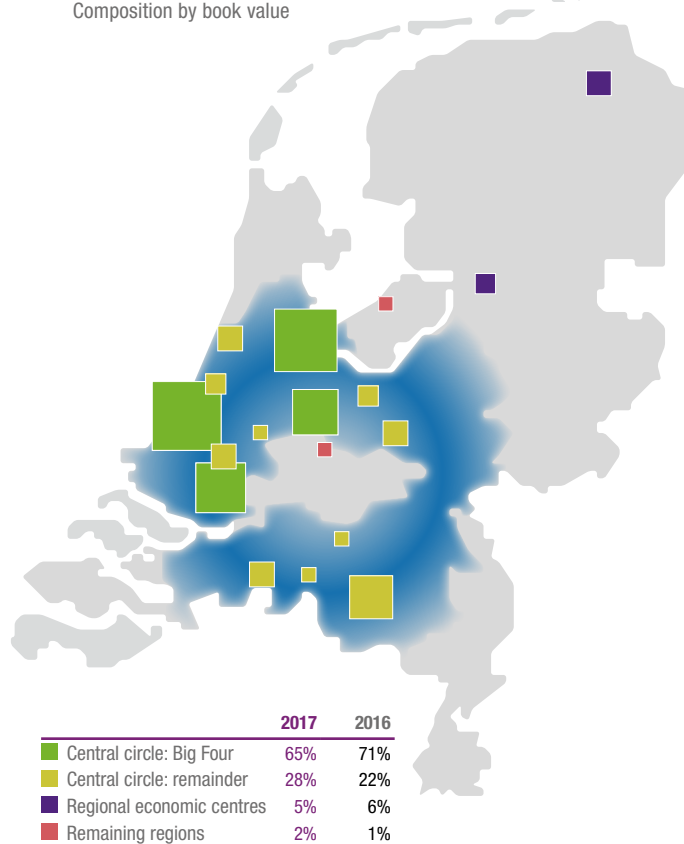 Composition by book value
2017 2016
Central circle: Big Four 65% 71%
Central circle: remainder 28% 22%
Regional economic centres 5% 6%
Remaining regions 2% 1%